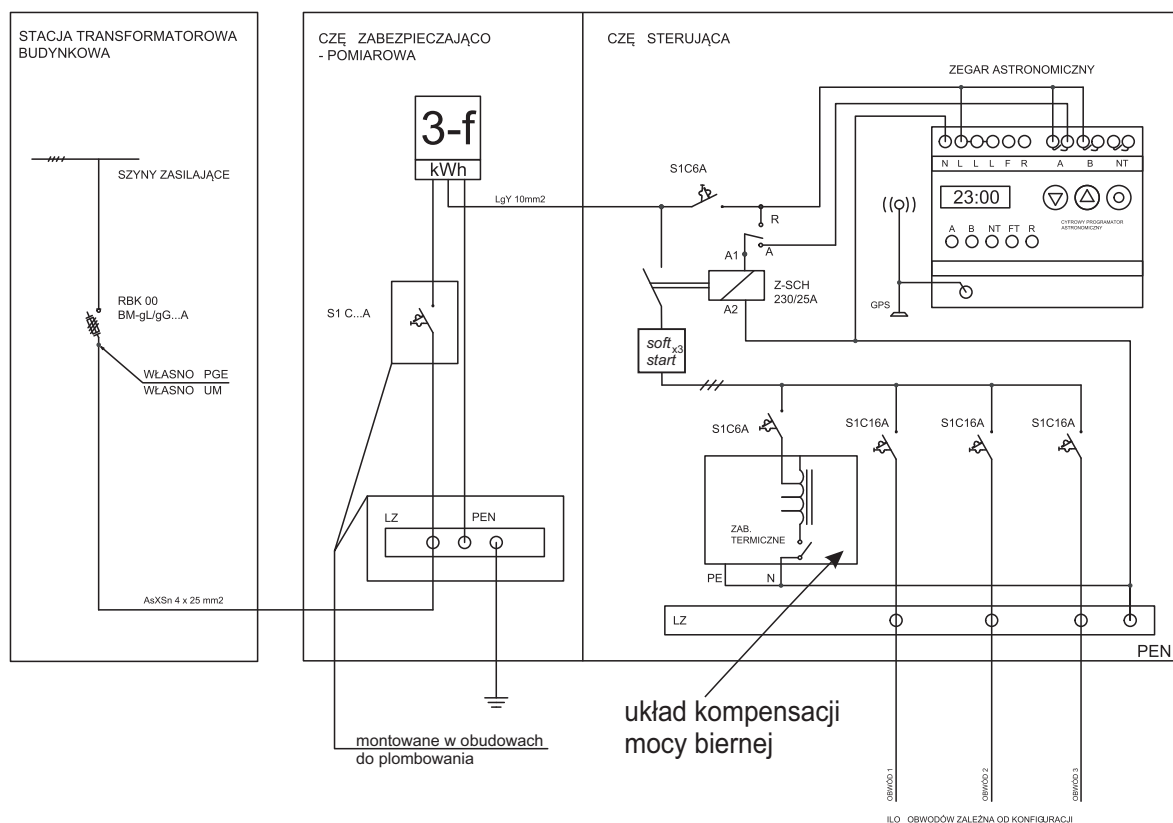 STACJA TRANSFORMATOROWA
BUDYNKOWA
SZYNY ZASILAJĄCE
RBK 00
BM-gL/gG...A
WŁASNO PGE
WŁASNO UM
AsXSn 4 x 25 mm2
CZĘ ZABEZPIECZAJĄCO
- POMIAROWA
3-f
kWh
LgY 10mm2
S1 C...A
LZ PEN
montowane w obudowach
do plombowania
CZĘ STERUJĄCA
ZEGAR ASTRONOMICZNY
N L L L F R A B NT
23:00
CYFROWY PROGRAMATOR
ASTRONOMICZNY
A B NT FT R
((o))
GPS
S1C6A
R
A1 A
Z-SCH
230/25A
A2
soft x3
start
S1C6A
S1C16A
S1C16A
S1C16A
ZAB.
TERMICZNE
PE N
LZ
PEN
układ kompensacji
mocy biernej
OBWÓD 1
OBWÓD 2
OBWÓD 3
ILO OBWODÓW ZALEŻNA OD KONFIGURACJI